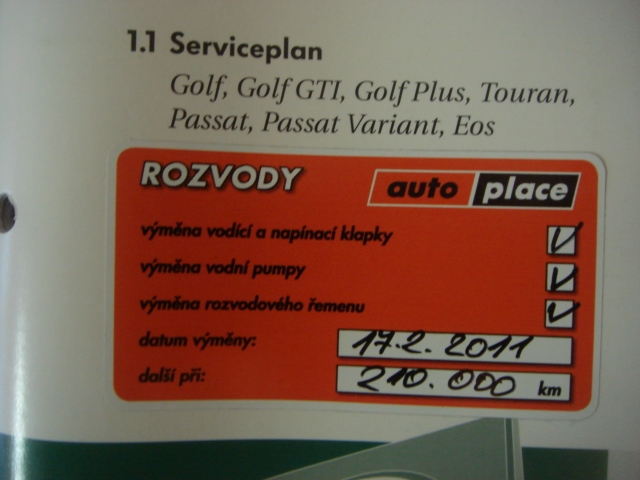 1.1 Serviceplan
Golf, Golf GTI, Golf Plus, Touran,
Passat, Passat Variant, Eos
ROZVODY
auto place
výměna vodící a napínací klapky
výměna vodní pumpy
výměna rozvodového řemenu
datum výměny: 17.2.2011
další při: 210.000 km